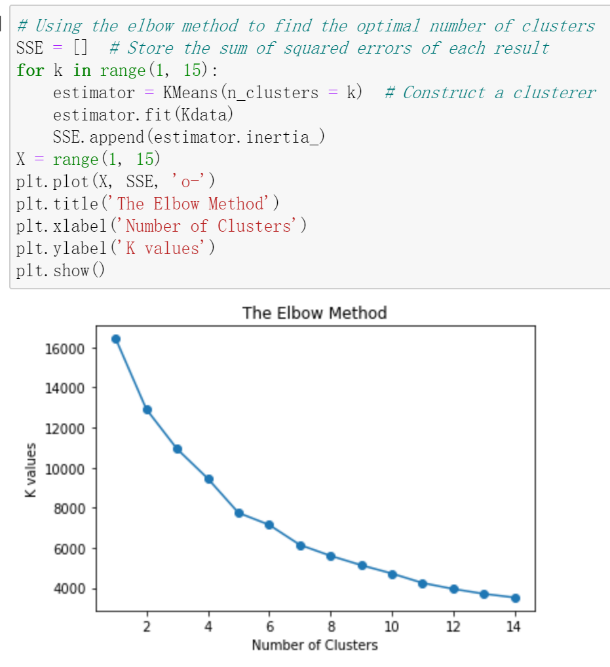 # Using the elbow method to find the optimal number of clusters
SSE = []  # Store the sum of squared errors of each result
for k in range(1, 15):
    estimator = KMeans(n_clusters = k)  # Construct a clusterer
    estimator.fit(Kdata)
    SSE.append(estimator.inertia_)
X = range(1, 15)
plt.plot(X, SSE, 'o-')
plt.title('The Elbow Method')
plt.xlabel('Number of Clusters')
plt.ylabel('K values')
plt.show()
The Elbow Method
16000
14000
12000
10000
8000
6000
4000
K values
2 4 6 8 10 12 14
Number of Clusters